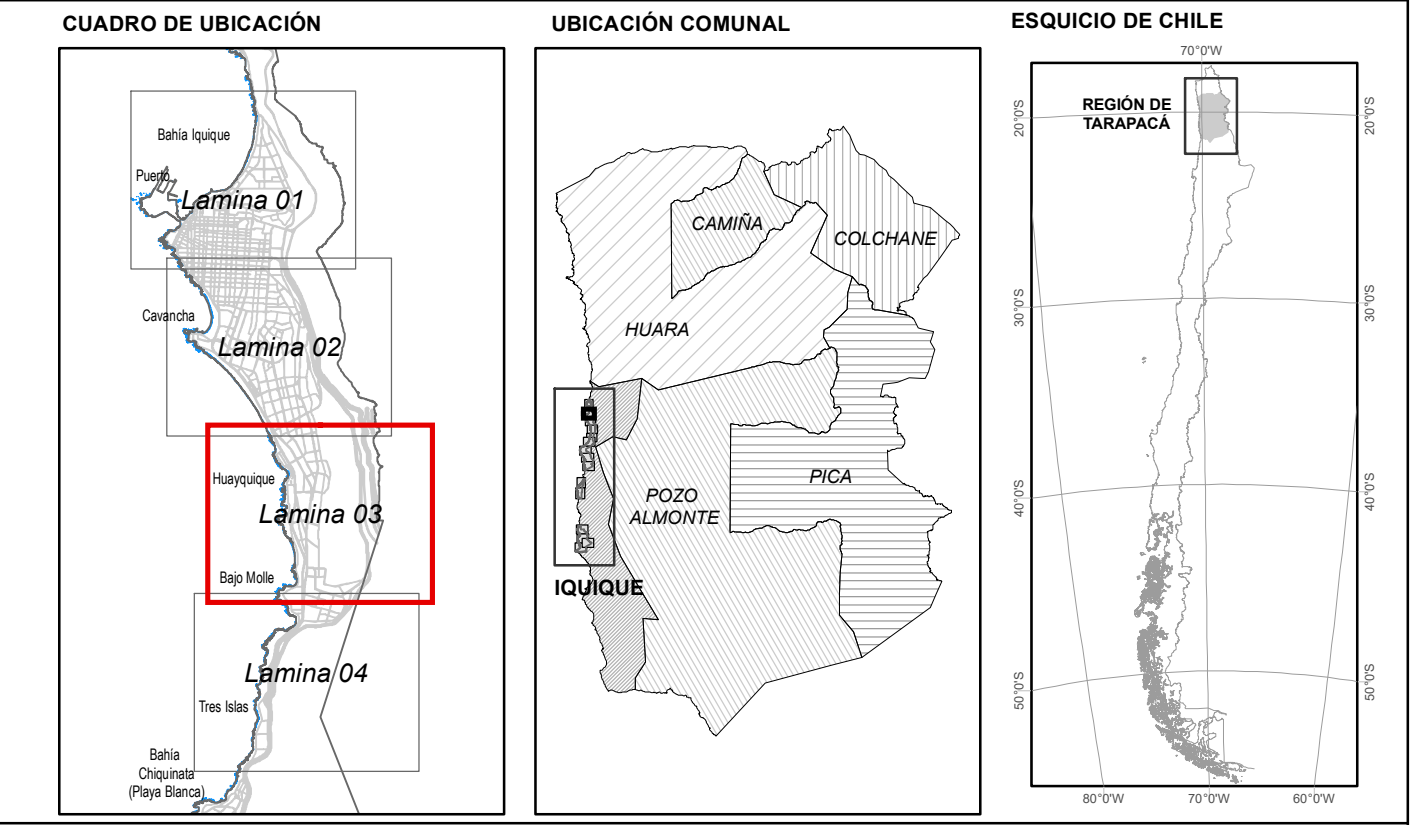 CUADRO DE UBICACIÓN
Bahía Iquique
Puerto
Lamina 01
Cavancha
Lamina 02
Huayquique
Lamina 03
Bajo Molle
Lamina 04
Tres Islas
Bahía
Chiquinata
(Playa Blanca)
UBICACIÓN COMUNAL
CAMIÑA
COLCHANE
HUARA
PICA
POZO
ALMONTE
IQUIQUE
ESQUICIO DE CHILE
70°0'W
REGIÓN DE
TARAPACÁ
20°0'S
20°0'S
30°0'S
30°0'S
40°0'S
40°0'S
50°0'S
50°0'S
80°0'W
70°0'W
60°0'W